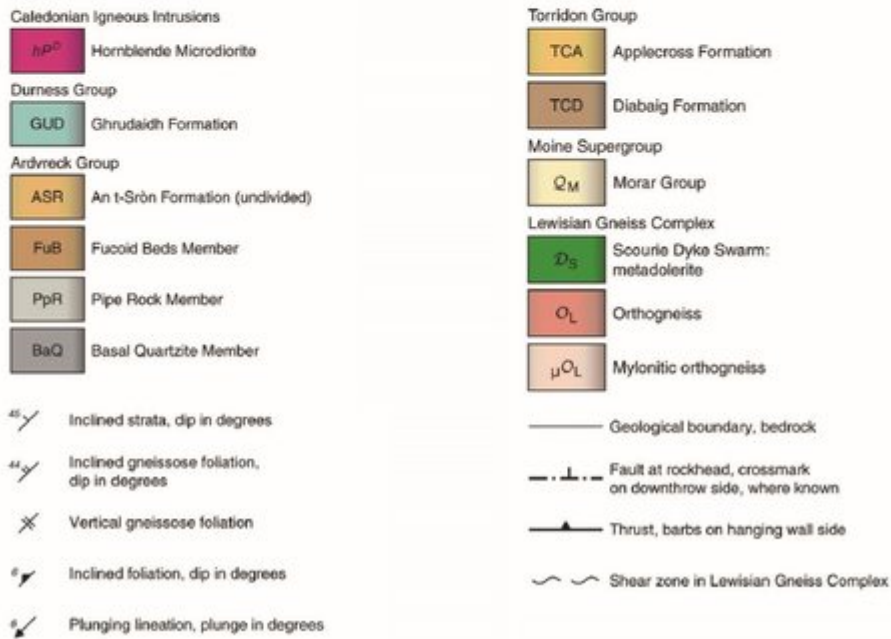 Caledonian Igneous Intrusions
hPᴰ Hornblende Microdiorite
Durness Group
GUD Ghrudaidh Formation
Ardvreck Group
ASR An t-Sròn Formation (undivided)
FuB Fucoid Beds Member
PpR Pipe Rock Member
BaQ Basal Quartzite Member
45 Inclined strata, dip in degrees
44 Inclined gneissose foliation,
dip in degrees
Vertical gneissose foliation
6 Inclined foliation, dip in degrees
6 Plunging lineation, plunge in degrees
Torridon Group
TCA Applecross Formation
TCD Diabaig Formation
Moine Supergroup
QM Morar Group
Lewisian Gneiss Complex
DS Scourie Dyke Swarm:
metadolerite
OL Orthogneiss
µOL Mylonitic orthogneiss
Geological boundary, bedrock
Fault at rockhead, crossmark
on downthrow side, where known
Thrust, barbs on hanging wall side
Shear zone in Lewisian Gneiss Complex